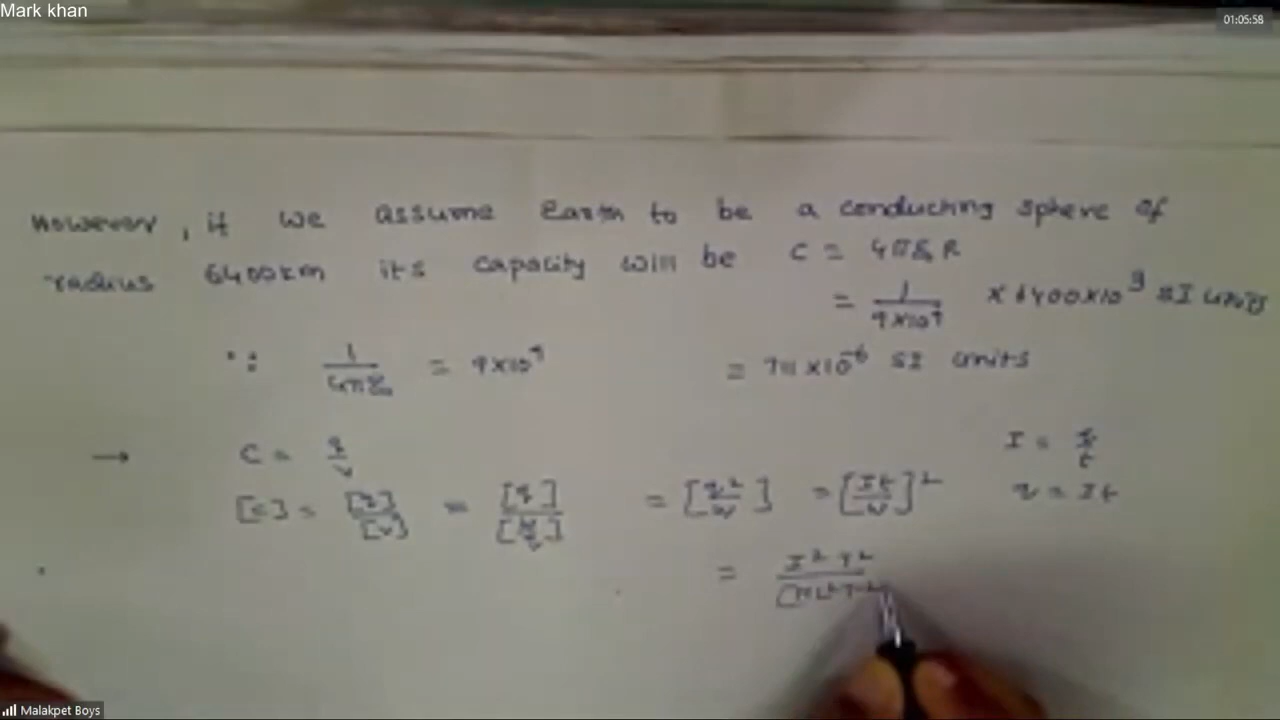 Mark khan
01:05:58
However, if we assume Earth to be a conducting sphere of
radius 6400km its capacity will be C = 4πε₀R
= 1/9×10⁹ × 6400×10³ SI units
∵ 1/4πε₀ = 9×10⁹ = 711×10⁻⁶ SI units
→ C = q/v I = q/t
[C] = [q]/[v] = [q]/[w/q] = [q²/w] = [It/w]² q = It
= I²T²/[ML²T⁻²
Malakpet Boys